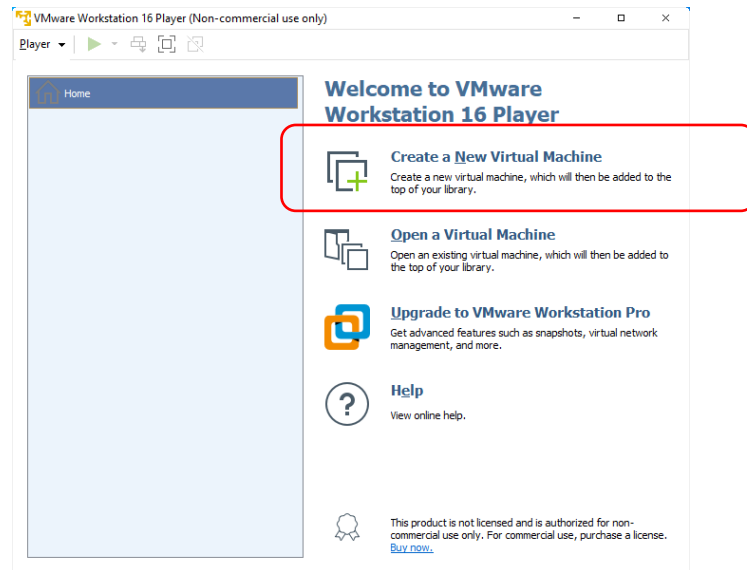 VMware Workstation 16 Player (Non-commercial use only)
Player
Home
Welcome to VMware
Workstation 16 Player
Create a New Virtual Machine
Create a new virtual machine, which will then be added to the
top of your library.
Open a Virtual Machine
Open an existing virtual machine, which will then be added to
the top of your library.
Upgrade to VMware Workstation Pro
Get advanced features such as snapshots, virtual network
management, and more.
Help
View online help.
This product is not licensed and is authorized for non-
commercial use only. For commercial use, purchase a license.
Buy now.